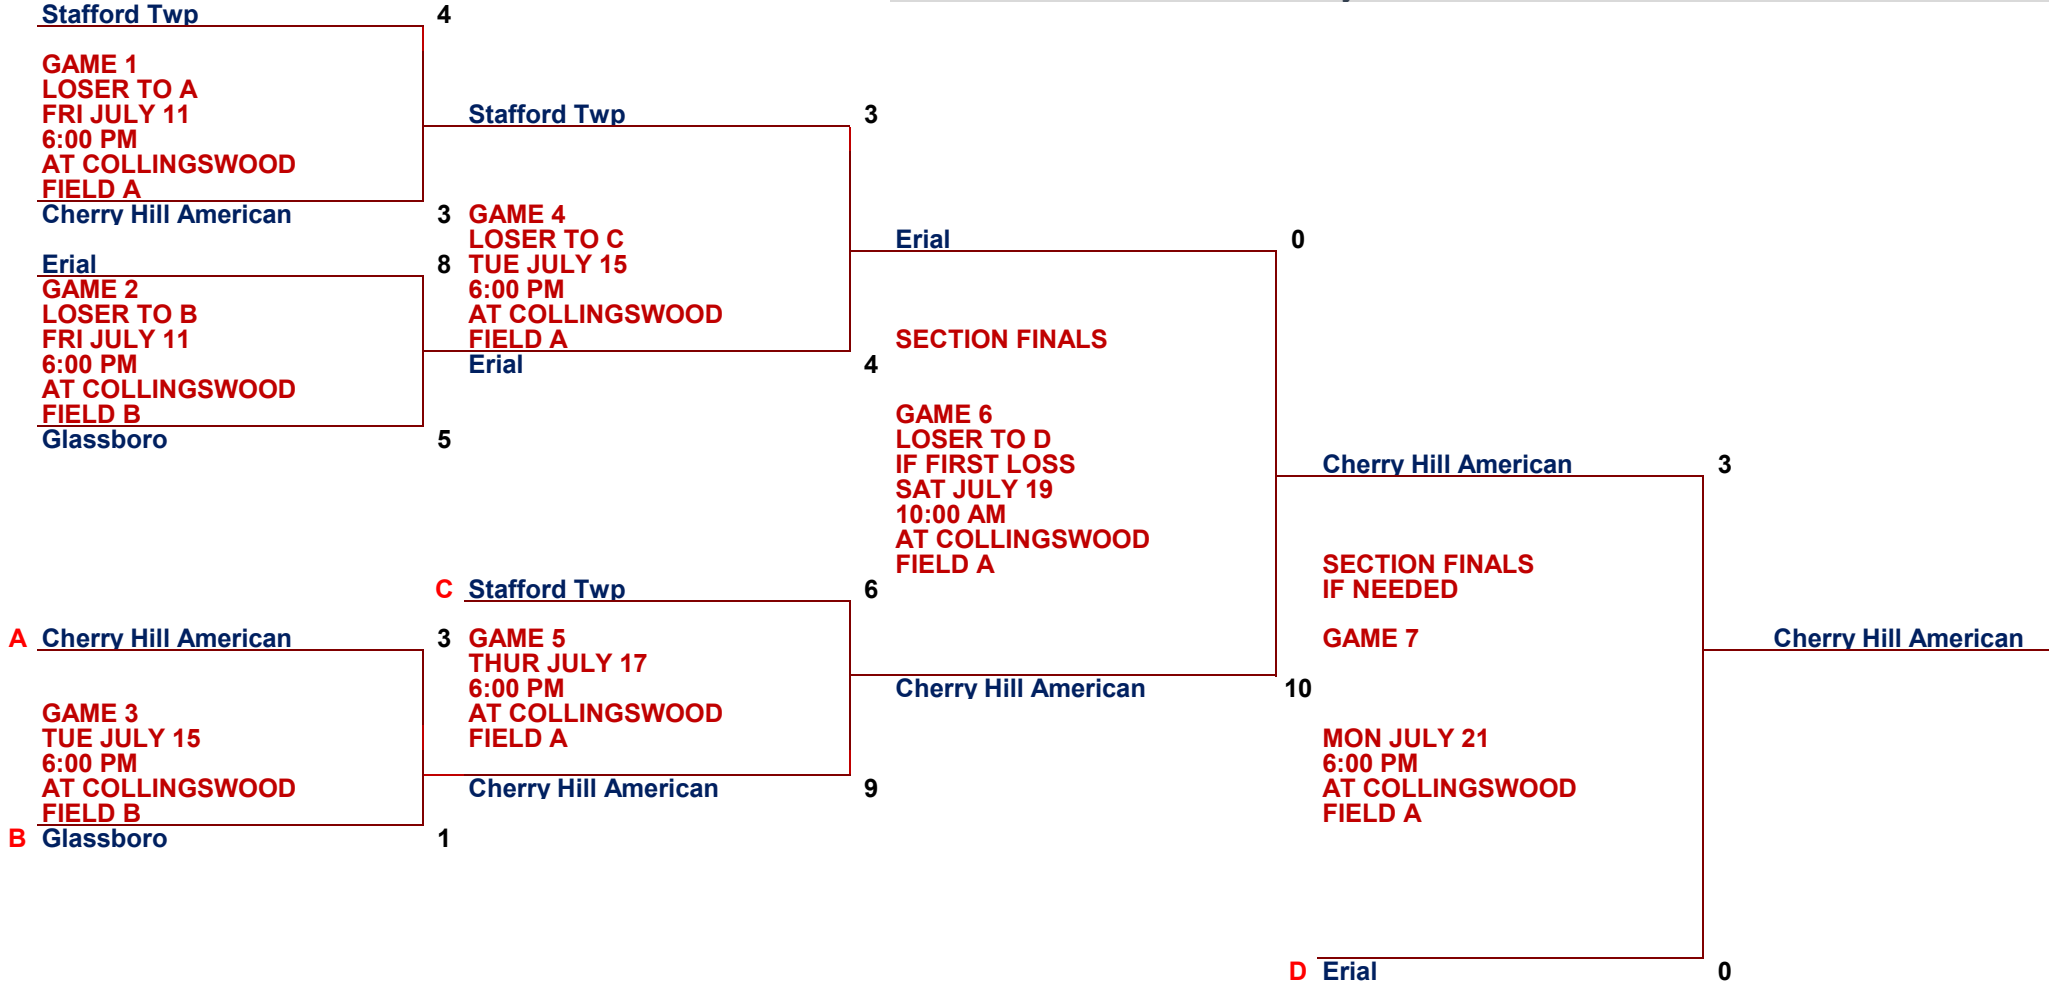 Stafford Twp 4
GAME 1
LOSER TO A
FRI JULY 11
6:00 PM
AT COLLINGSWOOD
FIELD A
Cherry Hill American 3
Erial 8
GAME 2
LOSER TO B
FRI JULY 11
6:00 PM
AT COLLINGSWOOD
FIELD B
Glassboro 5
A Cherry Hill American 3
GAME 3
TUE JULY 15
6:00 PM
AT COLLINGSWOOD
FIELD B
B Glassboro 1
Stafford Twp 3
GAME 4
LOSER TO C
TUE JULY 15
6:00 PM
AT COLLINGSWOOD
FIELD A
Erial 4
C Stafford Twp 6
GAME 5
THUR JULY 17
6:00 PM
AT COLLINGSWOOD
FIELD A
Cherry Hill American 9
Erial 0
SECTION FINALS
GAME 6
LOSER TO D
IF FIRST LOSS
SAT JULY 19
10:00 AM
AT COLLINGSWOOD
FIELD A
Cherry Hill American 10
Cherry Hill American 3
SECTION FINALS
IF NEEDED
GAME 7
MON JULY 21
6:00 PM
AT COLLINGSWOOD
FIELD A
D Erial 0
Cherry Hill American